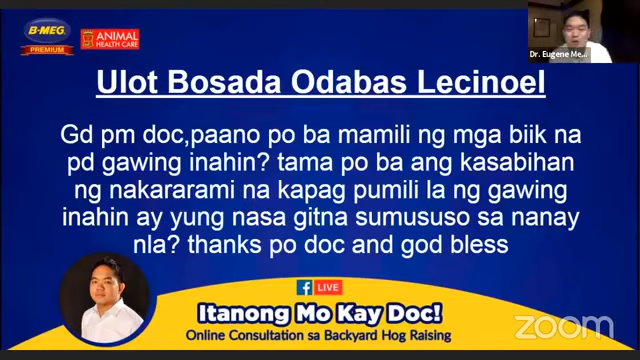 B-MEG
PREMIUM
ANIMAL
HEALTH CARE
Dr. Eugene Me...
Ulot Bosada Odabas Lecinoel
Gd pm doc,paano po ba mamili ng mga biik na
pd gawing inahin? tama po ba ang kasabihan
ng nakararami na kapag pumili la ng gawing
inahin ay yung nasa gitna sumususo sa nanay
nla? thanks po doc and god bless
f LIVE
Itanong Mo Kay Doc!
Online Consultation sa Backyard Hog Raising
zoom